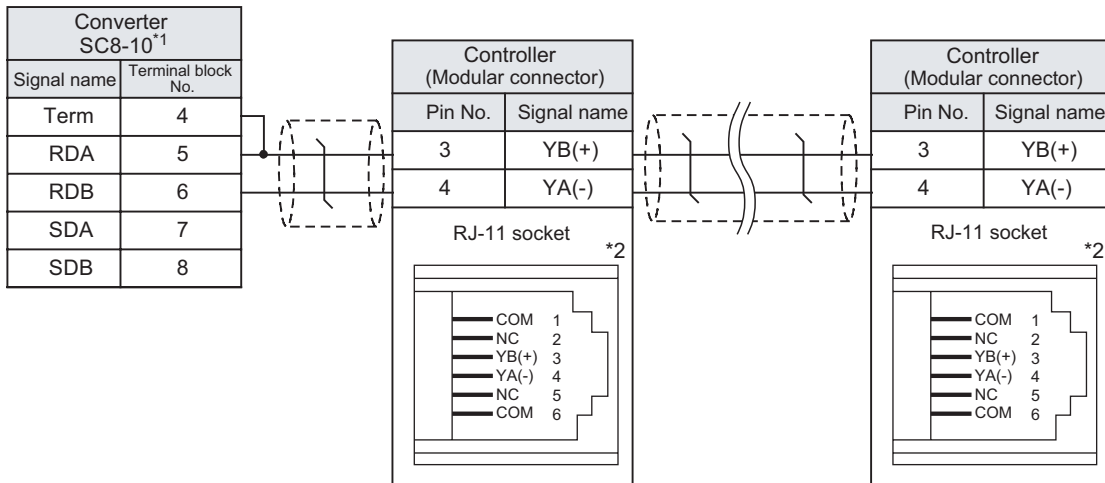 Converter
SC8-10*1
Signal name Terminal block No.
Term 4
RDA 5
RDB 6
SDA 7
SDB 8
Controller
(Modular connector)
Pin No. Signal name
3 YB(+)
4 YA(-)
RJ-11 socket
*2
COM 1
NC 2
YB(+) 3
YA(-) 4
NC 5
COM 6
Controller
(Modular connector)
Pin No. Signal name
3 YB(+)
4 YA(-)
RJ-11 socket
*2
COM 1
NC 2
YB(+) 3
YA(-) 4
NC 5
COM 6